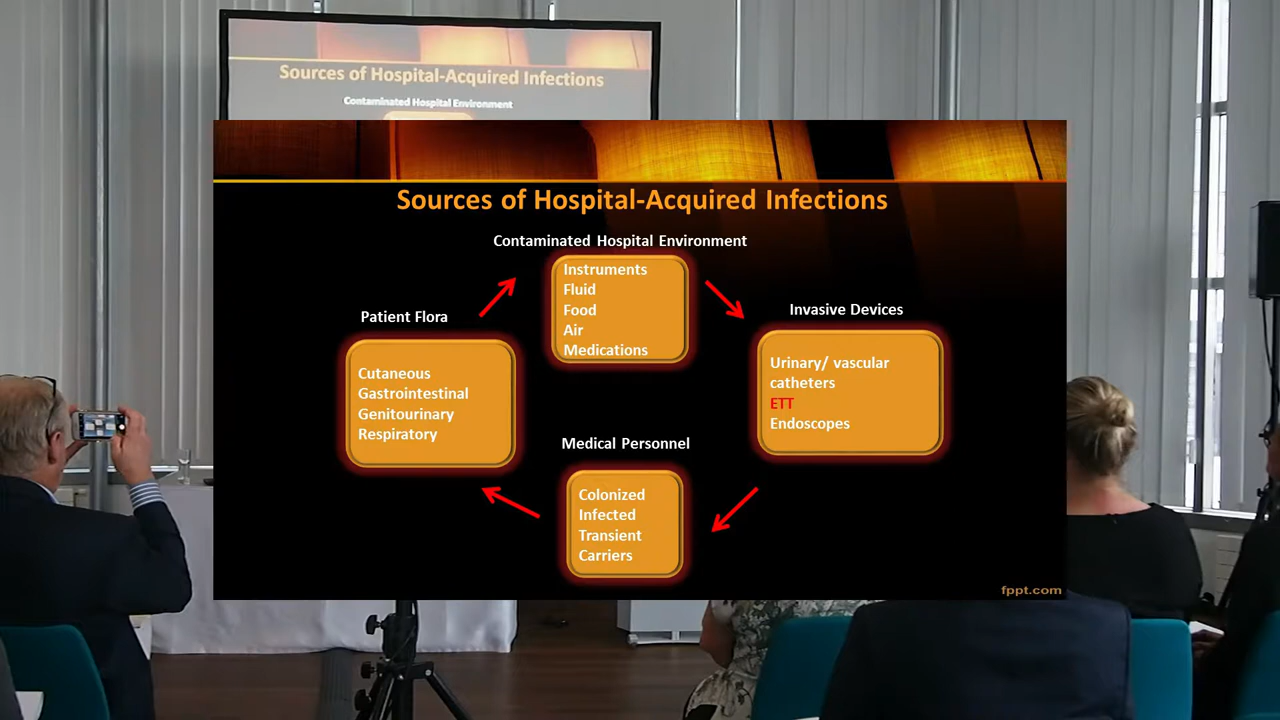 Sources of Hospital-Acquired Infections
Contaminated Hospital Environment
Sources of Hospital-Acquired Infections
Contaminated Hospital Environment
Instruments
Fluid
Food
Air
Medications
Patient Flora
Cutaneous
Gastrointestinal
Genitourinary
Respiratory
Invasive Devices
Urinary/ vascular
catheters
ETT
Endoscopes
Medical Personnel
Colonized
Infected
Transient
Carriers
fppt.com